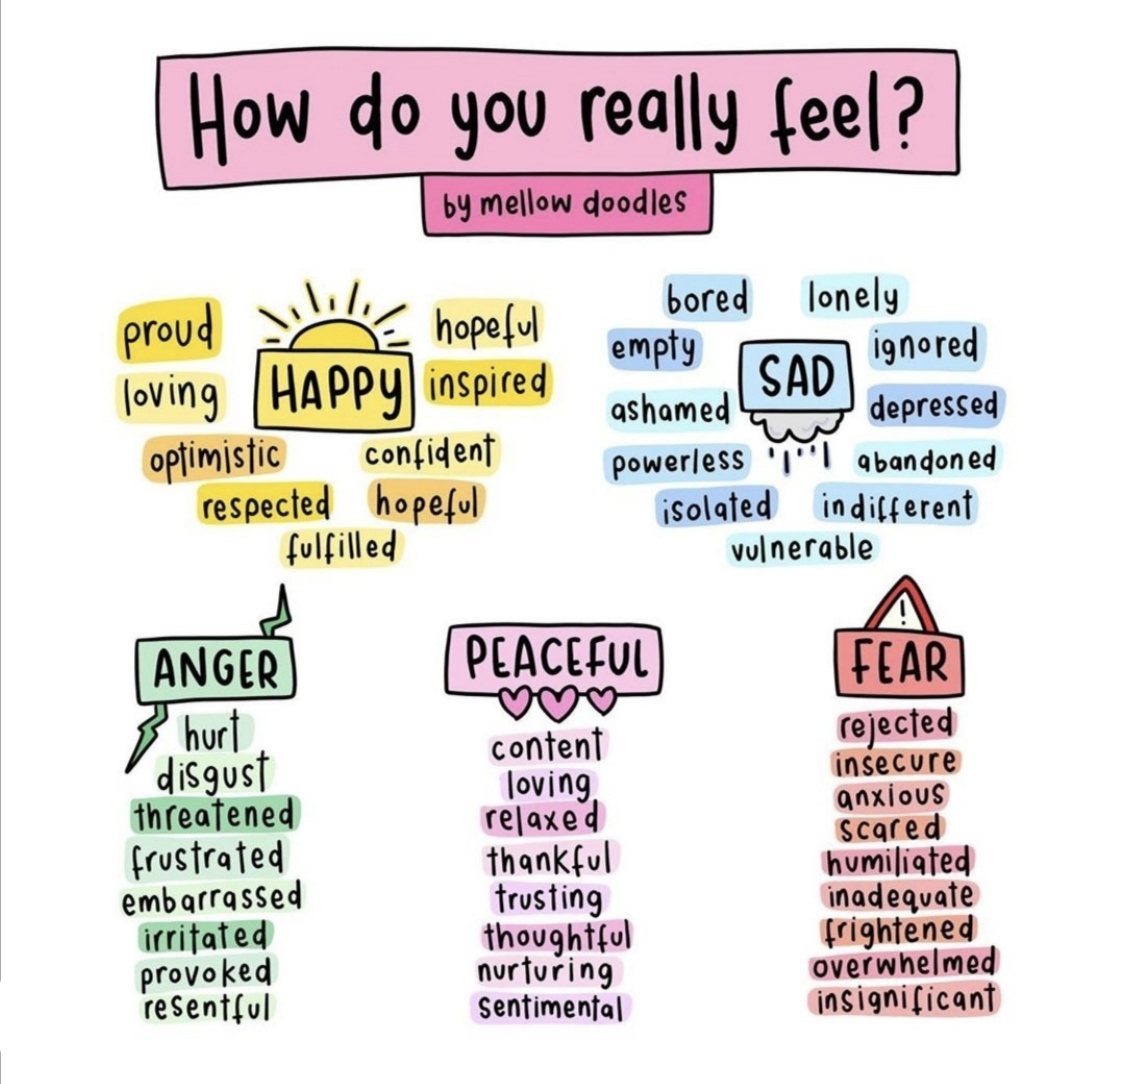 How do you really feel?
by mellow doodles
proud
hopeful
loving
HAPPY
inspired
optimistic
confident
respected
hopeful
fulfilled
bored
lonely
empty
ignored
SAD
ashamed
depressed
powerless
abandoned
isolated
indifferent
vulnerable
ANGER
hurt
disgust
threatened
frustrated
embarrassed
irritated
provoked
resentful
PEACEFUL
content
loving
relaxed
thankful
trusting
thoughtful
nurturing
sentimental
!
FEAR
rejected
insecure
anxious
scared
humiliated
inadequate
frightened
overwhelmed
insignificant